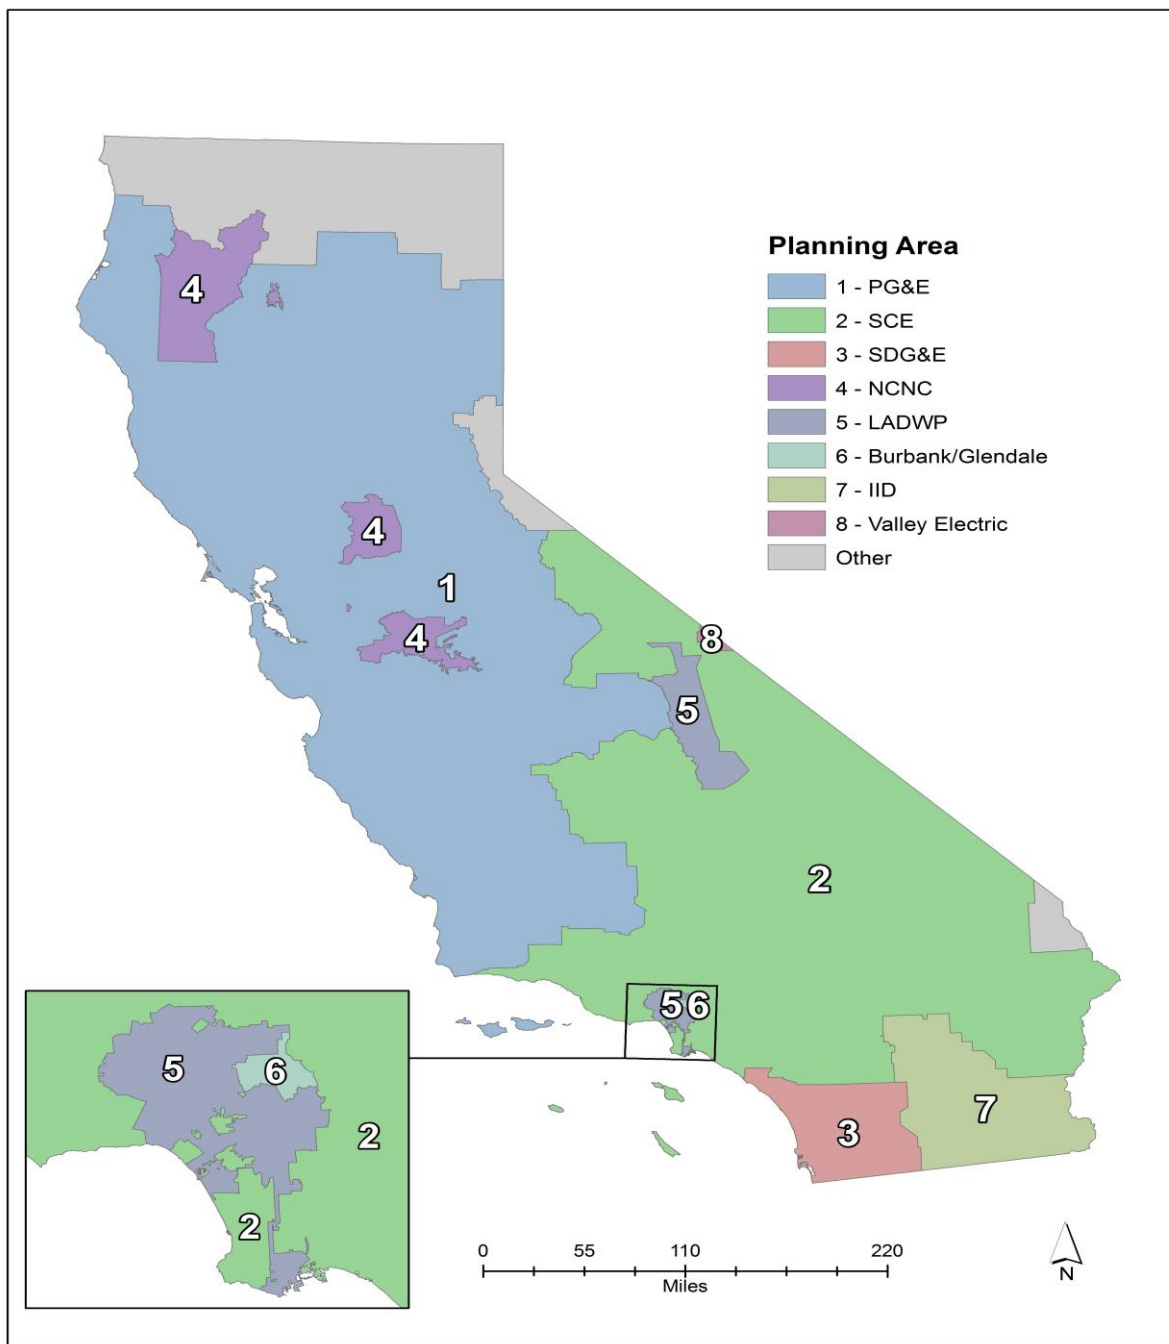 Planning Area
1 - PG&E
2 - SCE
3 - SDG&E
4 - NCNC
5 - LADWP
6 - Burbank/Glendale
7 - IID
8 - Valley Electric
Other
4
4
1
4
8
5
2
5 6
3
7
5
6
2
2
0 55 110 220
Miles
N